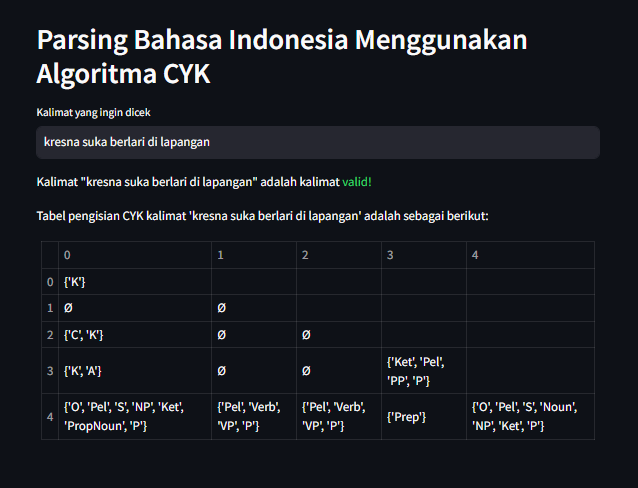 Parsing Bahasa Indonesia Menggunakan
Algoritma CYK
Kalimat yang ingin dicek
kresna suka berlari di lapangan
Kalimat "kresna suka berlari di lapangan" adalah kalimat valid!
Tabel pengisian CYK kalimat 'kresna suka berlari di lapangan' adalah sebagai berikut:
0 1 2 3 4
0 {'K'}
1 Ø Ø
2 {'C', 'K'} Ø Ø
3 {'K', 'A'} Ø Ø {'Ket', 'Pel', 'PP', 'P'}
4 {'O', 'Pel', 'S', 'NP', 'Ket', 'PropNoun', 'P'} {'Pel', 'Verb', 'VP', 'P'} {'Pel', 'Verb', 'VP', 'P'} {'Prep'} {'O', 'Pel', 'S', 'Noun', 'NP', 'Ket', 'P'}